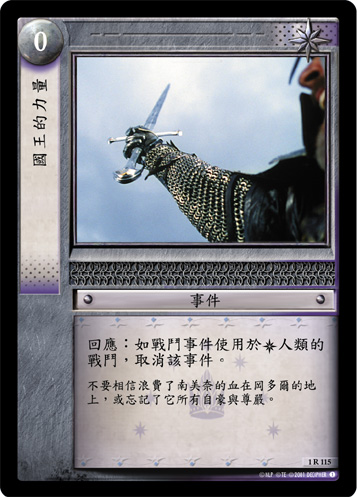 0
國王的力量
事件
回應：如戰鬥事件使用於人類的
戰鬥，取消該事件。
不要相信浪費了南美奈的血在岡多爾的地
上，或忘記了它所自豪與尊嚴。
1 R 115